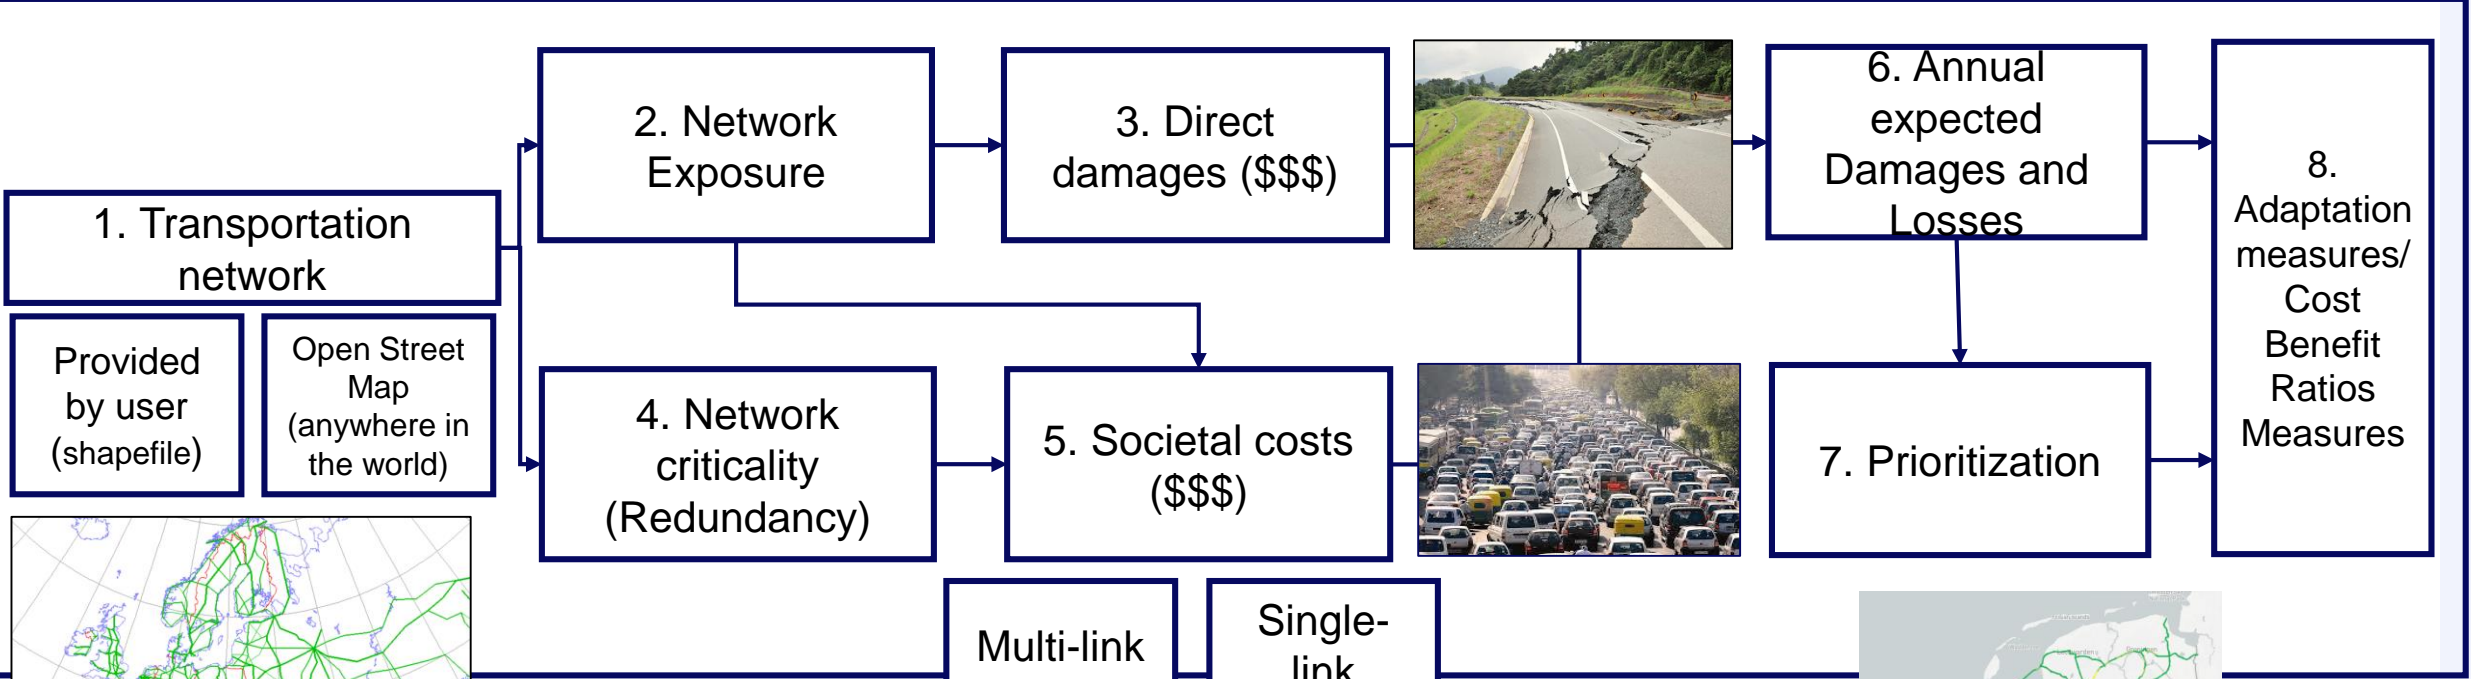 1. Transportation
network
Provided
by user
(shapefile)
Open Street
Map
(anywhere in
the world)
2. Network
Exposure
3. Direct
damages ($$$)
4. Network
criticality
(Redundancy)
5. Societal costs
($$$)
6. Annual
expected
Damages and
Losses
7. Prioritization
8.
Adaptation
measures/
Cost
Benefit
Ratios
Measures
Multi-link
Single-
link